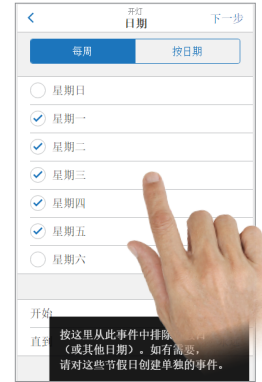 开灯
日期
下一步
每周
按日期
星期日
星期一
星期二
星期三
星期四
星期五
星期六
开始
直到
按这里从此事件中排除
（或其他日期）。如有需要，
请对这些节假日创建单独的事件。